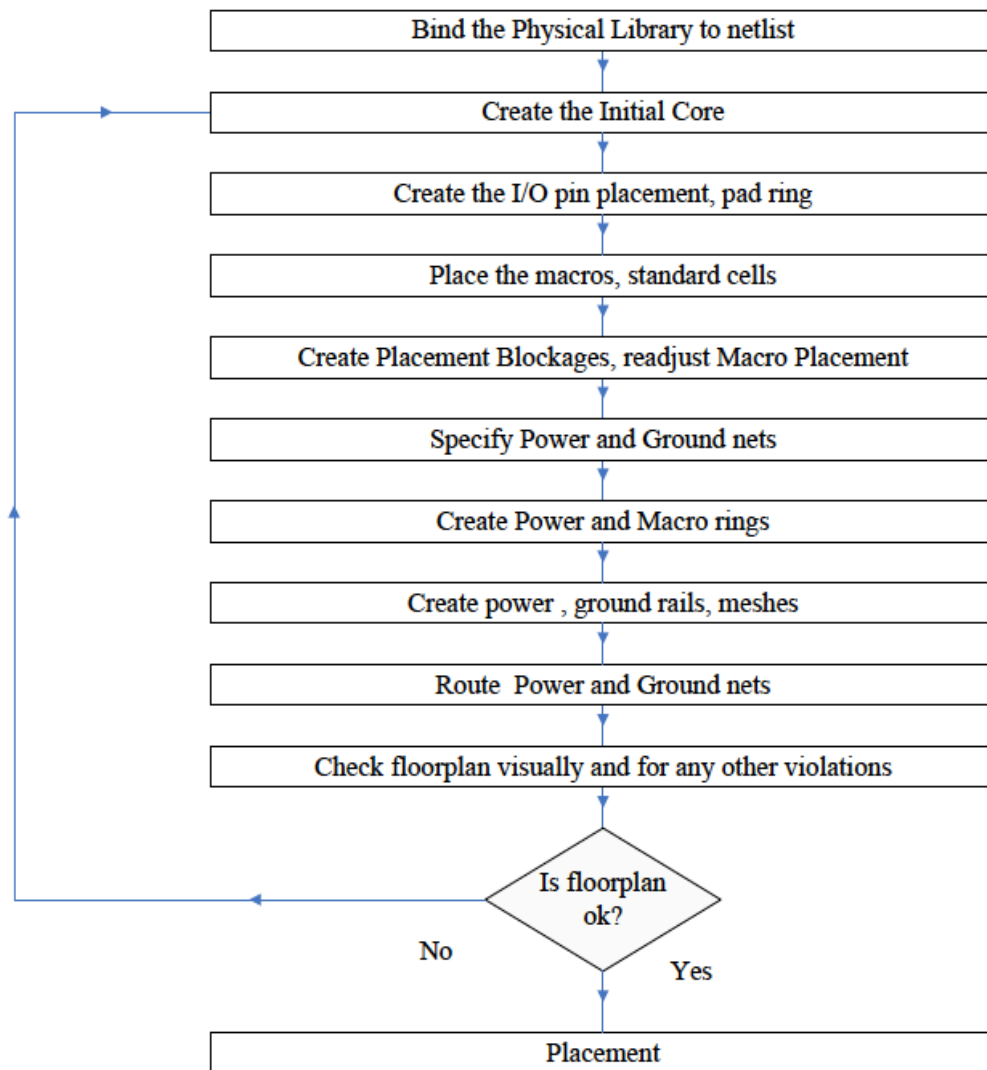 Bind the Physical Library to netlist
Create the Initial Core
Create the I/O pin placement, pad ring
Place the macros, standard cells
Create Placement Blockages, readjust Macro Placement
Specify Power and Ground nets
Create Power and Macro rings
Create power , ground rails, meshes
Route Power and Ground nets
Check floorplan visually and for any other violations
Is floorplan
ok?
No
Yes
Placement